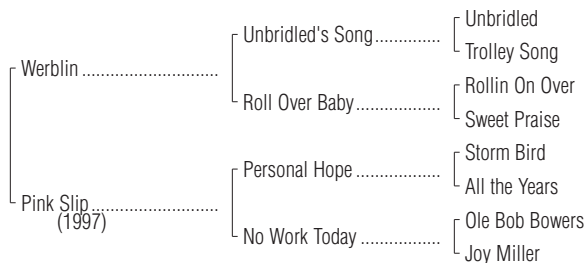 Unbridled
Unbridled's Song...............
Trolley Song
Werblin ..............................
Rollin On Over
Roll Over Baby ..................
Sweet Praise
Storm Bird
Personal Hope ..................
All the Years
Pink Slip............................
(1997)
Ole Bob Bowers
No Work Today .................
Joy Miller